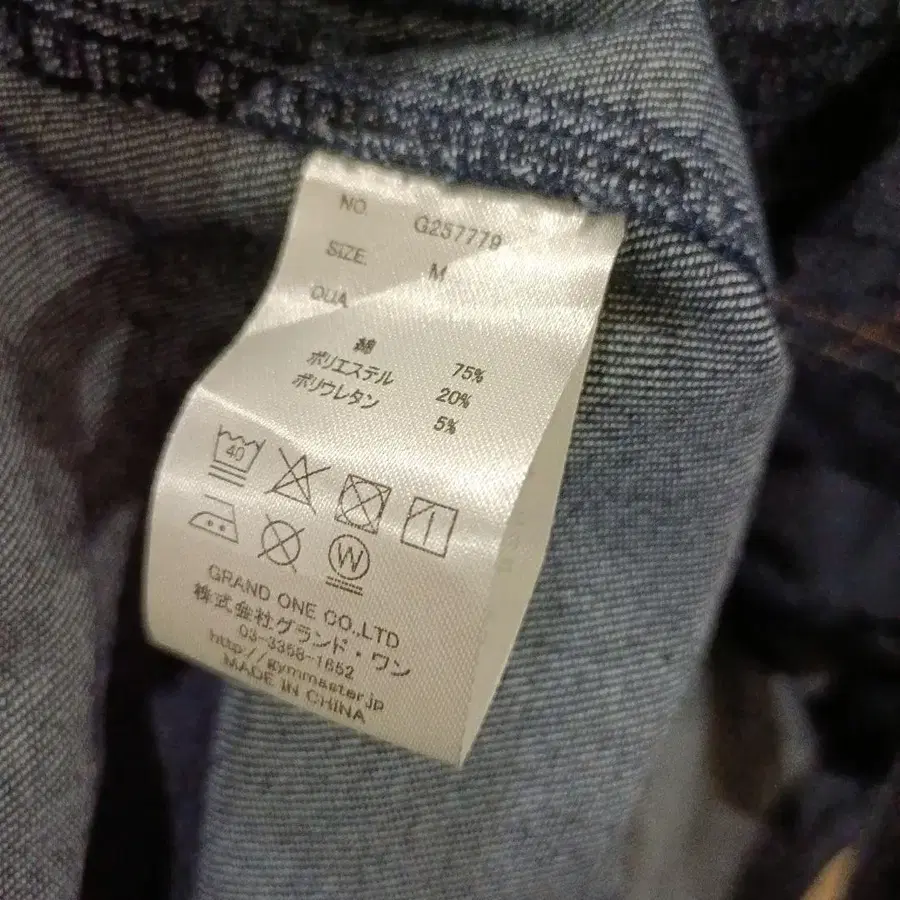 NO. G257779
SIZE. M
QUA.
綿 75%
ポリエステル 20%
ポリウレタン 5%
40
W
GRAND ONE CO.,LTD
株式会社グランド・ワン
03-3358-1652
http://gymmaster.jp
MADE IN CHINA